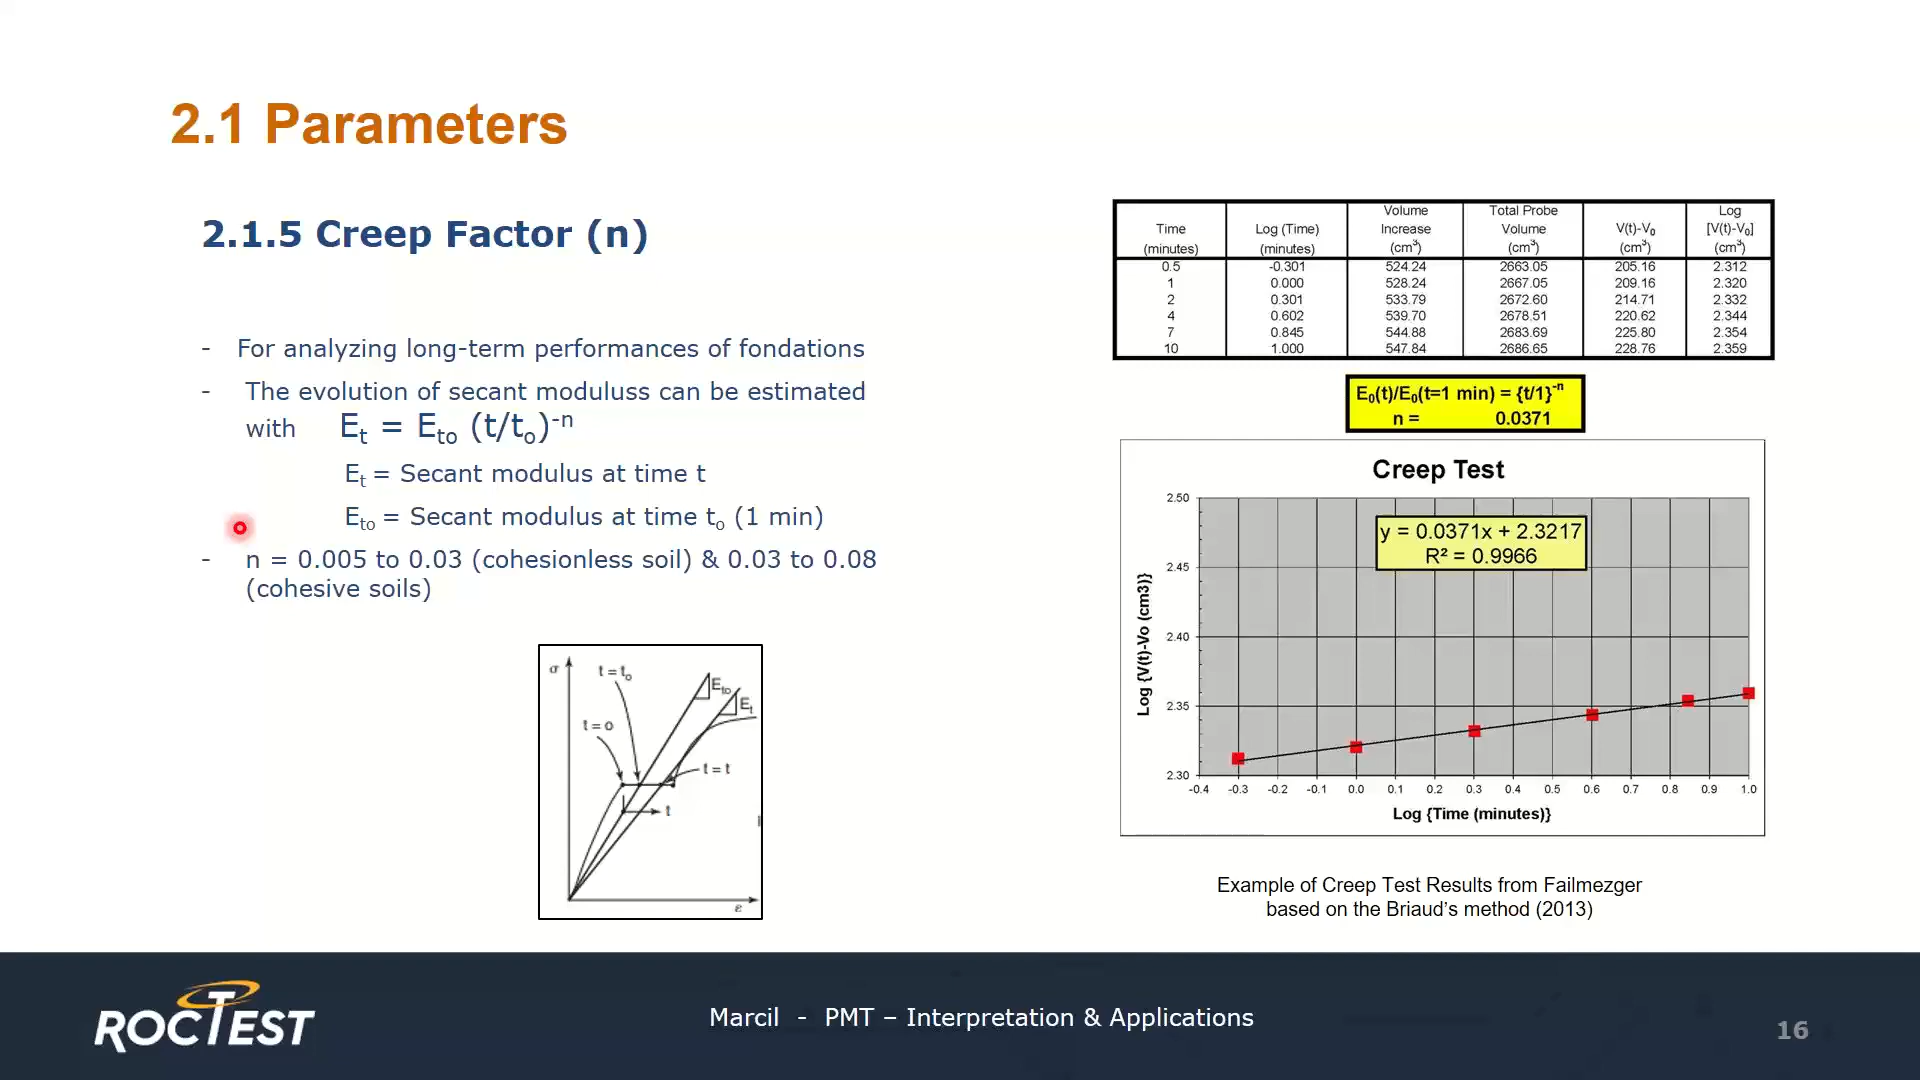 2.1 Parameters
2.1.5 Creep Factor (n)
- For analyzing long-term performances of fondations
- The evolution of secant moduluss can be estimated
with Et = Eto (t/to)-n
Et = Secant modulus at time t
Eto = Secant modulus at time to (1 min)
- n = 0.005 to 0.03 (cohesionless soil) & 0.03 to 0.08
(cohesive soils)
σ
t = to
Eto
Et
t = o
t = t
t
ε
Time (minutes) Log (Time) (minutes) Volume Increase (cm3) Total Probe Volume (cm3) V(t)-V0 (cm3) Log [V(t)-V0] (cm3)
0.5 -0.301 524.24 2663.05 205.16 2.312
1 0.000 528.24 2667.05 209.16 2.320
2 0.301 533.79 2672.60 214.71 2.332
4 0.602 539.70 2678.51 220.62 2.344
7 0.845 544.88 2683.69 225.80 2.354
10 1.000 547.84 2686.65 228.76 2.359
E0(t)/E0(t=1 min) = {t/1}-n
n = 0.0371
Creep Test
y = 0.0371x + 2.3217
R² = 0.9966
Log {V(t)-Vo (cm3)}
2.50
2.45
2.40
2.35
2.30
-0.4 -0.3 -0.2 -0.1 0.0 0.1 0.2 0.3 0.4 0.5 0.6 0.7 0.8 0.9 1.0
Log {Time (minutes)}
Example of Creep Test Results from Failmezger
based on the Briaud's method (2013)
ROCTEST
Marcil - PMT – Interpretation & Applications
16